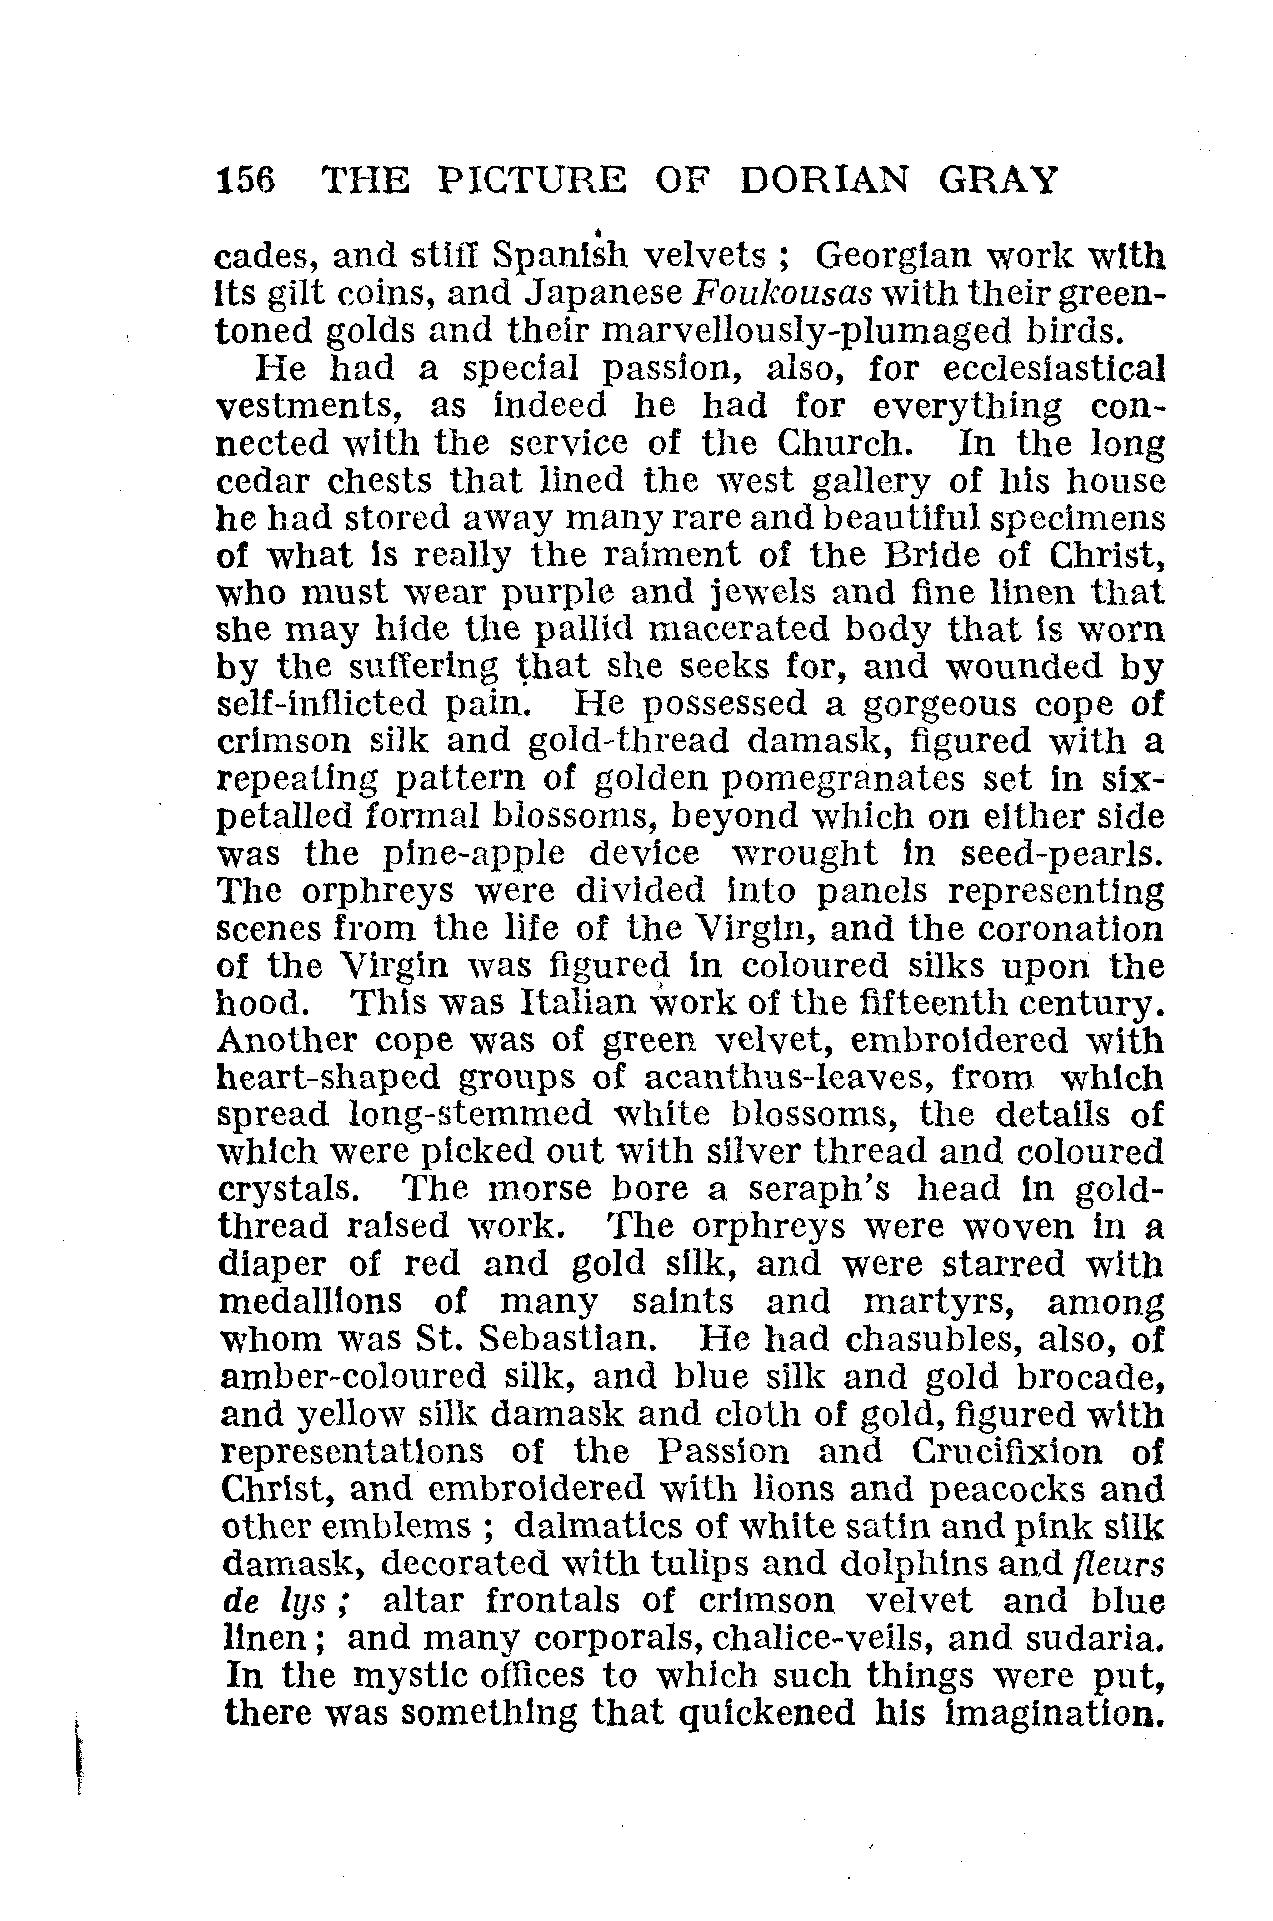 156 THE PICTURE OF DORIAN GRAY
cades, and stiff Spanish velvets ; Georgian work with
its gilt coins, and Japanese Foukousas with their green-
toned golds and their marvellously-plumaged birds.
He had a special passion, also, for ecclesiastical
vestments, as indeed he had for everything con-
nected with the service of the Church. In the long
cedar chests that lined the west gallery of his house
he had stored away many rare and beautiful specimens
of what is really the raiment of the Bride of Christ,
who must wear purple and jewels and fine linen that
she may hide the pallid macerated body that is worn
by the suffering that she seeks for, and wounded by
self-inflicted pain. He possessed a gorgeous cope of
crimson silk and gold-thread damask, figured with a
repeating pattern of golden pomegranates set in six-
petalled formal blossoms, beyond which on either side
was the pine-apple device wrought in seed-pearls.
The orphreys were divided into panels representing
scenes from the life of the Virgin, and the coronation
of the Virgin was figured in coloured silks upon the
hood. This was Italian work of the fifteenth century.
Another cope was of green velvet, embroidered with
heart-shaped groups of acanthus-leaves, from which
spread long-stemmed white blossoms, the details of
which were picked out with silver thread and coloured
crystals. The morse bore a seraph's head in gold-
thread raised work. The orphreys were woven in a
diaper of red and gold silk, and were starred with
medallions of many saints and martyrs, among
whom was St. Sebastian. He had chasubles, also, of
amber-coloured silk, and blue silk and gold brocade,
and yellow silk damask and cloth of gold, figured with
representations of the Passion and Crucifixion of
Christ, and embroidered with lions and peacocks and
other emblems ; dalmatics of white satin and pink silk
damask, decorated with tulips and dolphins and fleurs
de lys ; altar frontals of crimson velvet and blue
linen ; and many corporals, chalice-veils, and sudaria.
In the mystic offices to which such things were put,
there was something that quickened his imagination.